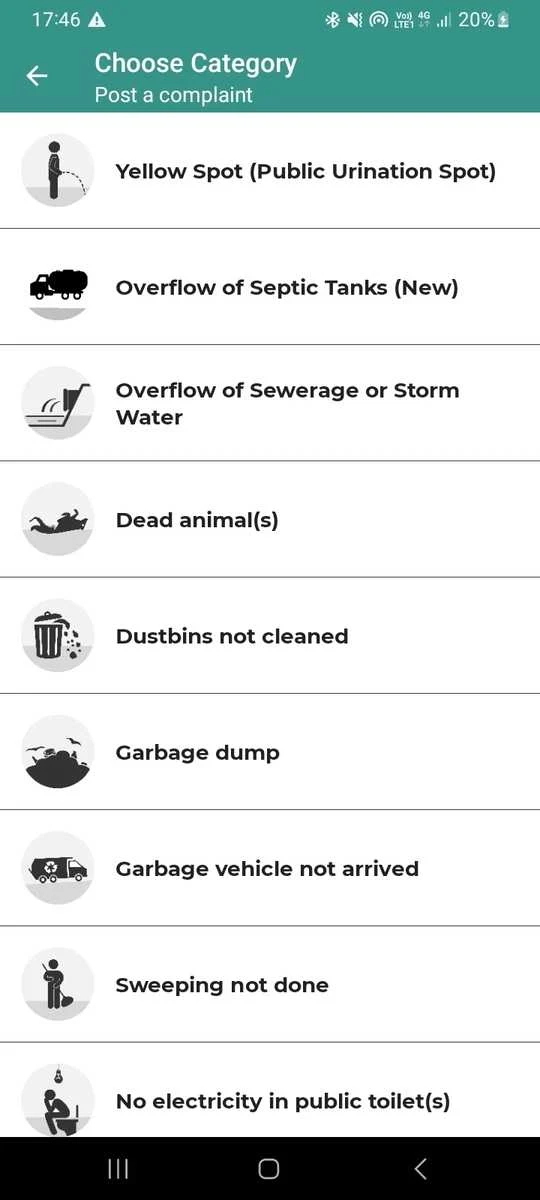 17:46
Vo) 4G
LTE1 20%
Choose Category
Post a complaint
Yellow Spot (Public Urination Spot)
Overflow of Septic Tanks (New)
Overflow of Sewerage or Storm
Water
Dead animal(s)
Dustbins not cleaned
Garbage dump
Garbage vehicle not arrived
Sweeping not done
No electricity in public toilet(s)